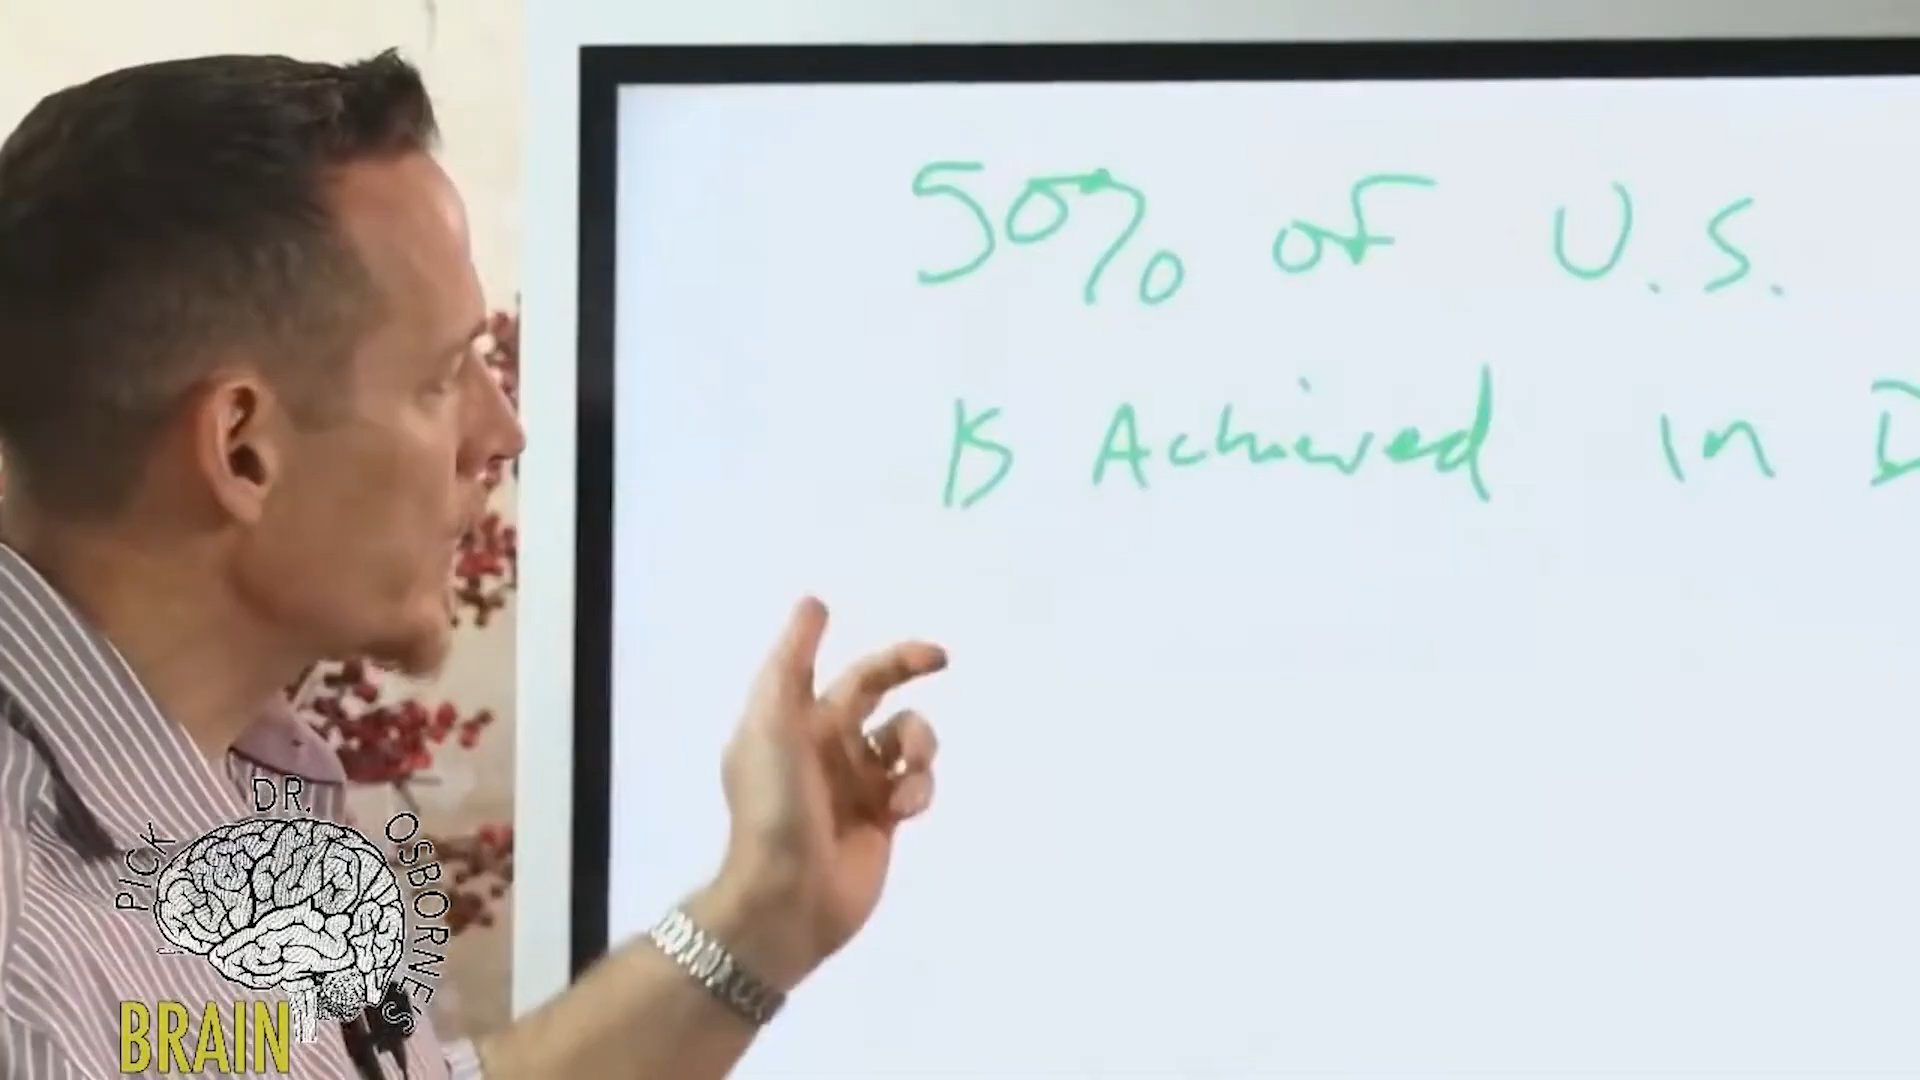 50% of U.S.
IS Achieved in D
PICK DR. OSBORNE'S
BRAIN